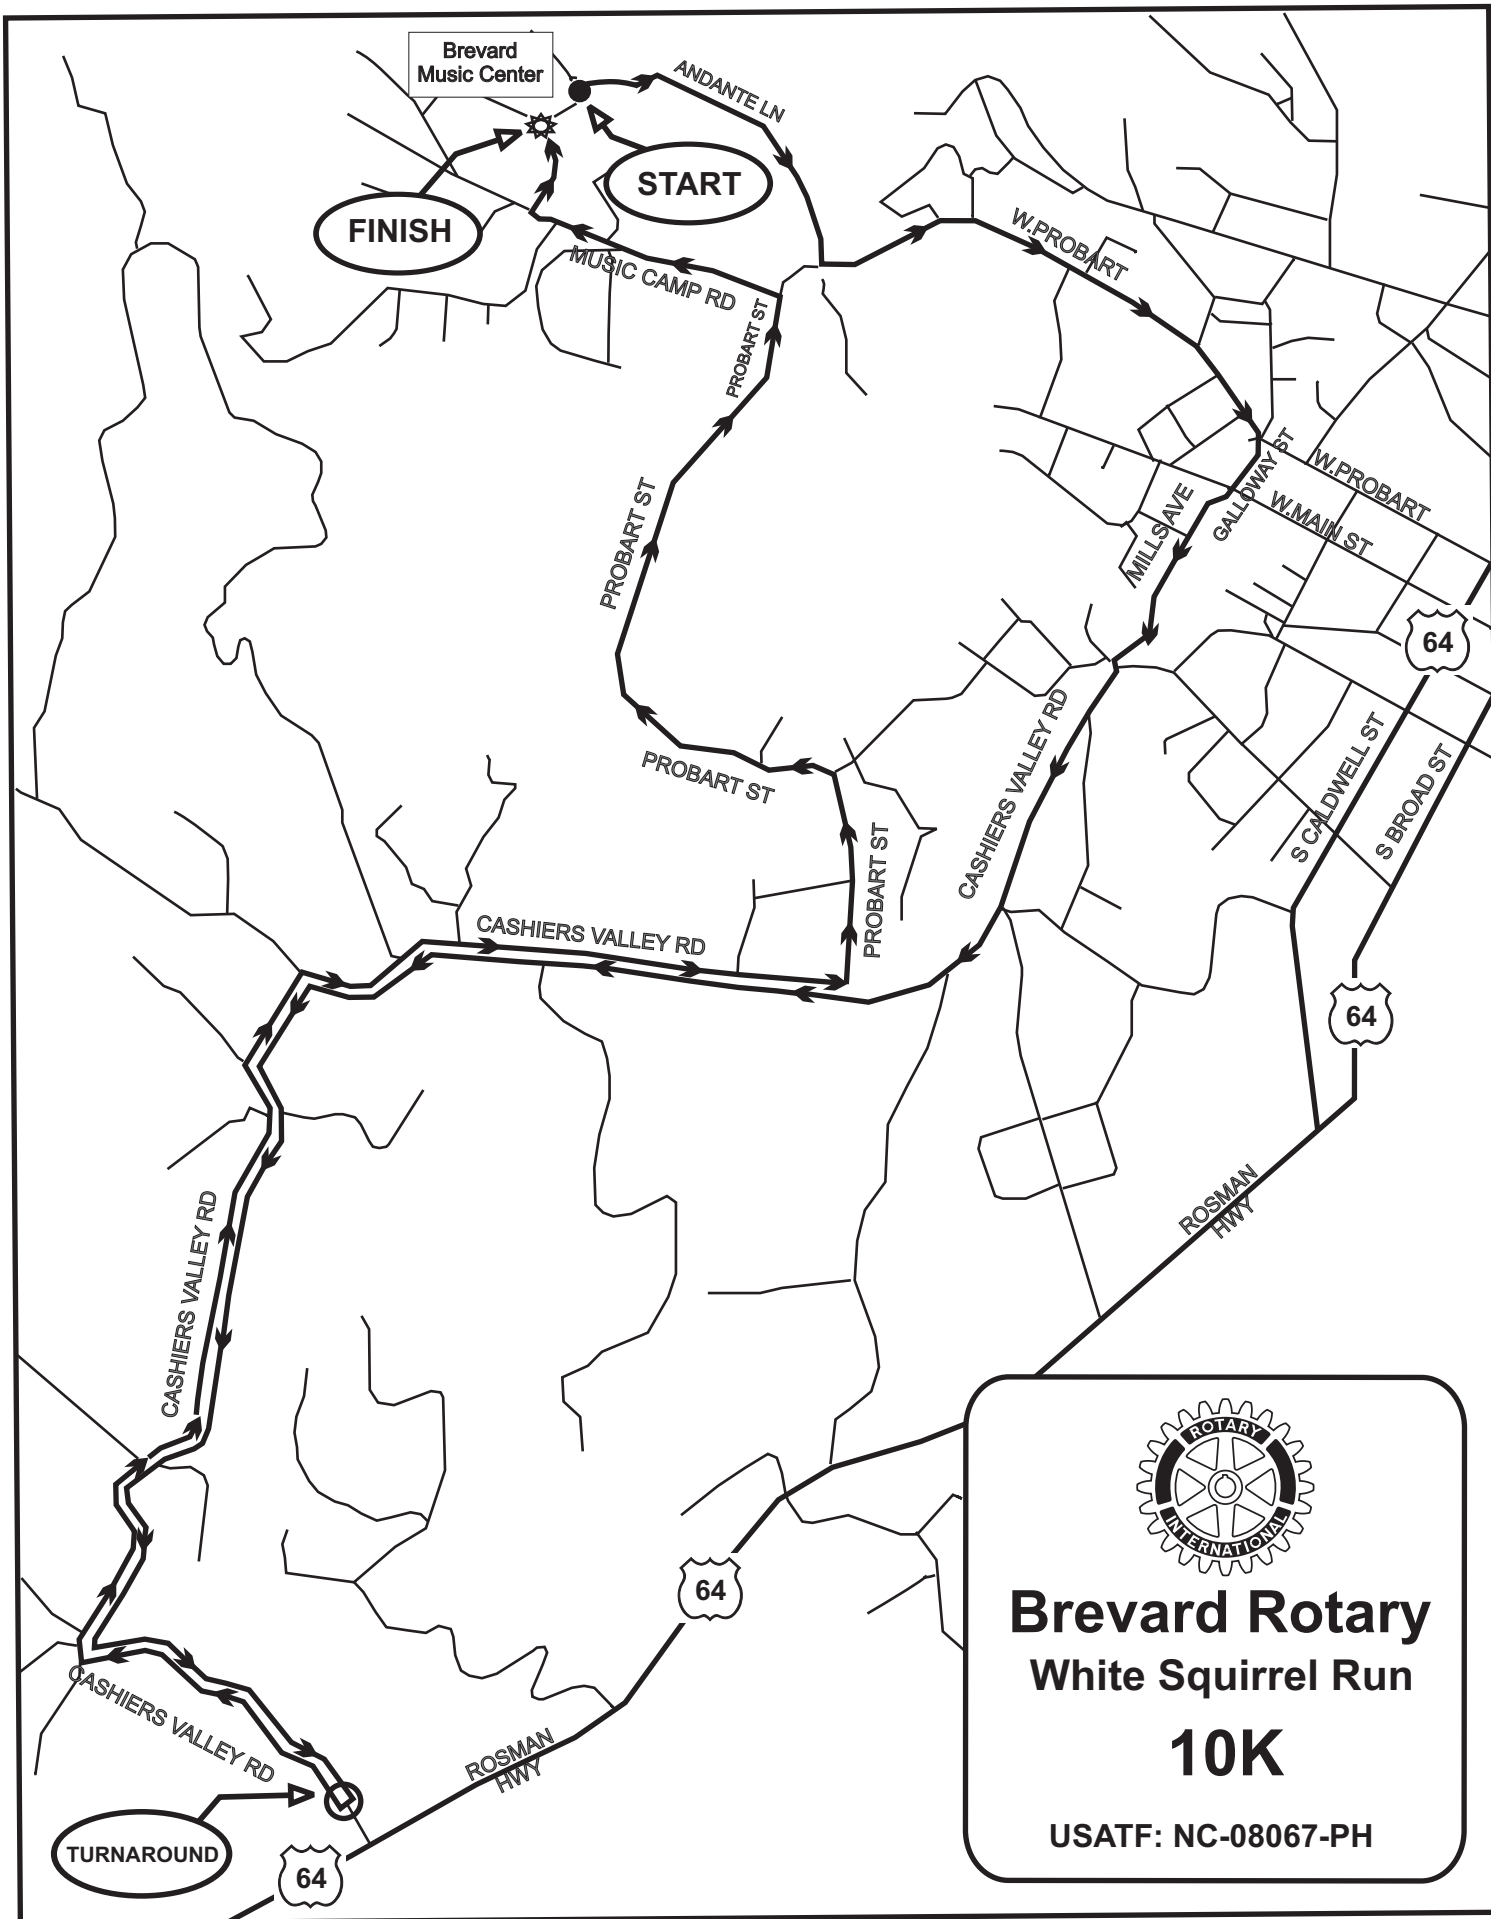 Brevard
Music Center
ANDANTE LN
START
FINISH
W.PROBART
MUSIC CAMP RD
PROBART ST
GALLOWAY ST
W.PROBART
W.MAIN ST
MILLS AVE
PROBART ST
64
CASHIERS VALLEY RD
S CALDWELL ST
S BROAD ST
PROBART ST
PROBART ST
CASHIERS VALLEY RD
64
ROSMAN
HWY
CASHIERS VALLEY RD
ROTARY
INTERNATIONAL
64
Brevard Rotary
White Squirrel Run
10K
USATF: NC-08067-PH
CASHIERS VALLEY RD
ROSMAN
HWY
TURNAROUND
64